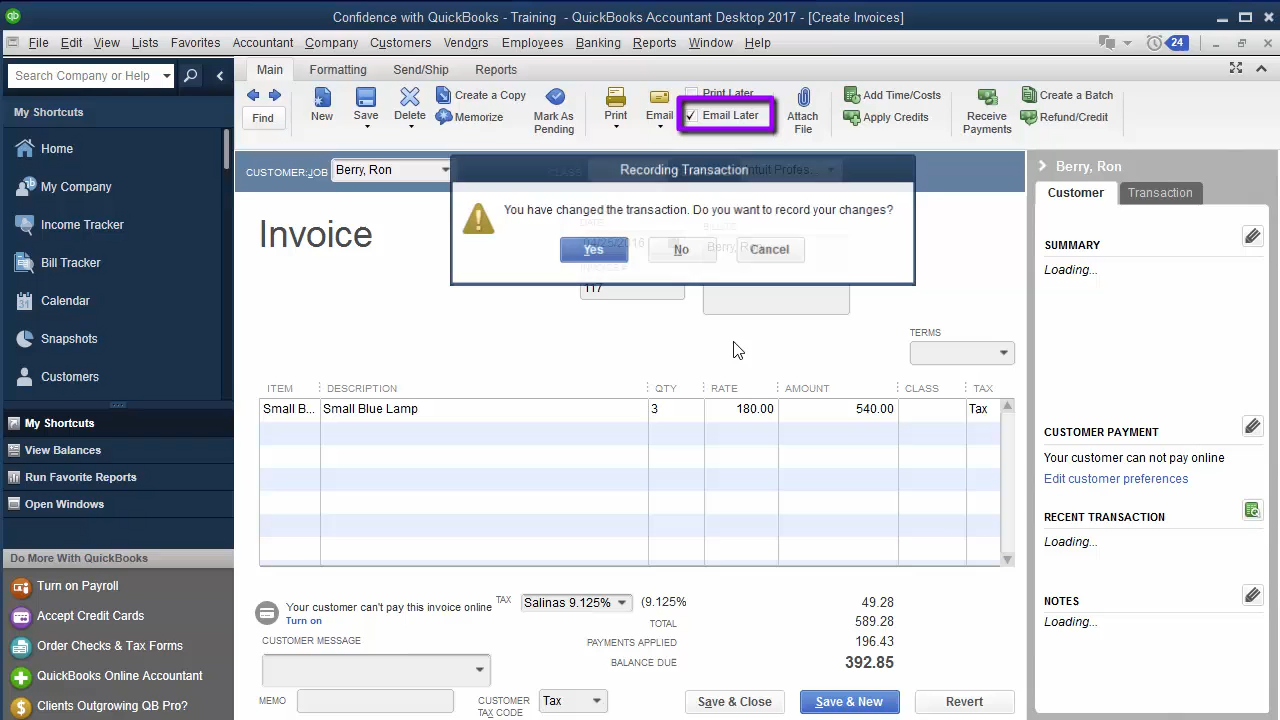 Confidence with QuickBooks - Training - QuickBooks Accountant Desktop 2017 - [Create Invoices]
File Edit View Lists Favorites Accountant Company Customers Vendors Employees Banking Reports Window Help
24
Search Company or Help
My Shortcuts
Home
My Company
Income Tracker
Bill Tracker
Calendar
Snapshots
Customers
My Shortcuts
View Balances
Run Favorite Reports
Open Windows
Do More With QuickBooks
Turn on Payroll
Accept Credit Cards
Order Checks & Tax Forms
QuickBooks Online Accountant
Clients Outgrowing QB Pro?
Main Formatting Send/Ship Reports
Find
New
Save
Delete
Create a Copy
Memorize
Mark As
Pending
Print
Email
Print Later
Email Later
Attach
File
Add Time/Costs
Apply Credits
Receive
Payments
Create a Batch
Refund/Credit
CUSTOMER:JOB
Berry, Ron
CLASS
Intuit Profes...
Recording Transaction
You have changed the transaction. Do you want to record your changes?
Yes No Cancel
Invoice
117
TERMS
ITEM DESCRIPTION QTY RATE AMOUNT CLASS TAX
Small B.. Small Blue Lamp 3 180.00 540.00 Tax
Your customer can't pay this invoice online
Turn on
TAX
Salinas 9.125%
(9.125%
49.28
TOTAL 589.28
PAYMENTS APPLIED 196.43
BALANCE DUE 392.85
CUSTOMER MESSAGE
MEMO
CUSTOMER
TAX CODE
Tax
Save & Close
Save & New
Revert
Berry, Ron
Customer Transaction
SUMMARY
Loading...
CUSTOMER PAYMENT
Your customer can not pay online
Edit customer preferences
RECENT TRANSACTION
Loading...
NOTES
Loading...